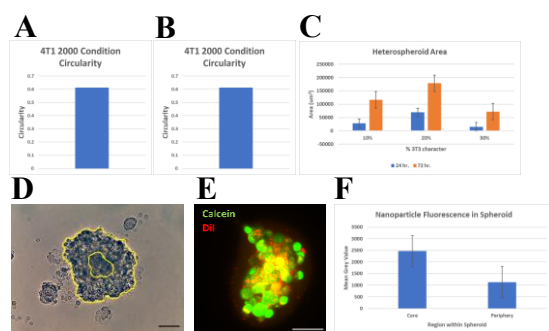 A
B
C
4T1 2000 Condition
Circularity
Circularity
0.7
0.6
0.5
0.4
0.3
0.2
0.1
0
4T1 2000 Condition
Circularity
Circularity
0.7
0.6
0.5
0.4
0.3
0.2
0.1
0
Heterospheroid Area
Area (um²)
250000
200000
150000
100000
50000
0
-50000
10%
20%
30%
% 3T3 character
24 hr.
72 hr.
D
E
F
Calcein
DiI
Nanoparticle Fluorescence in Spheroid
Mean Grey Value
3500
3000
2500
2000
1500
1000
500
0
Core
Periphery
Region within Spheroid